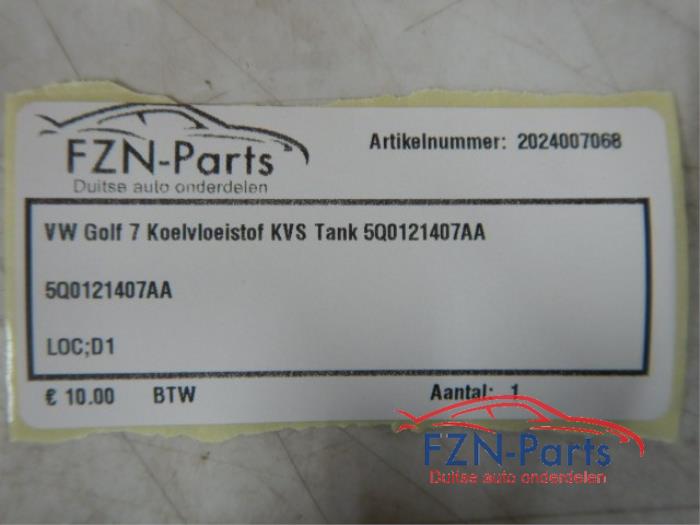 FZN-Parts
Duitse auto onderdelen
Artikelnummer: 2024007068
VW Golf 7 Koelvloeistof KVS Tank 5Q0121407AA
5Q0121407AA
LOC;D1
€ 10.00 BTW Aantal: 1
FZN-Parts
Duitse auto onderdelen